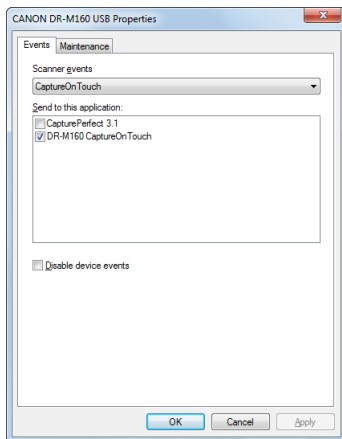 CANON DR-M160 USB Properties
Events Maintenance
Scanner events
CaptureOnTouch
Send to this application:
CapturePerfect 3.1
DR-M160 CaptureOnTouch
Disable device events
OK Cancel Apply